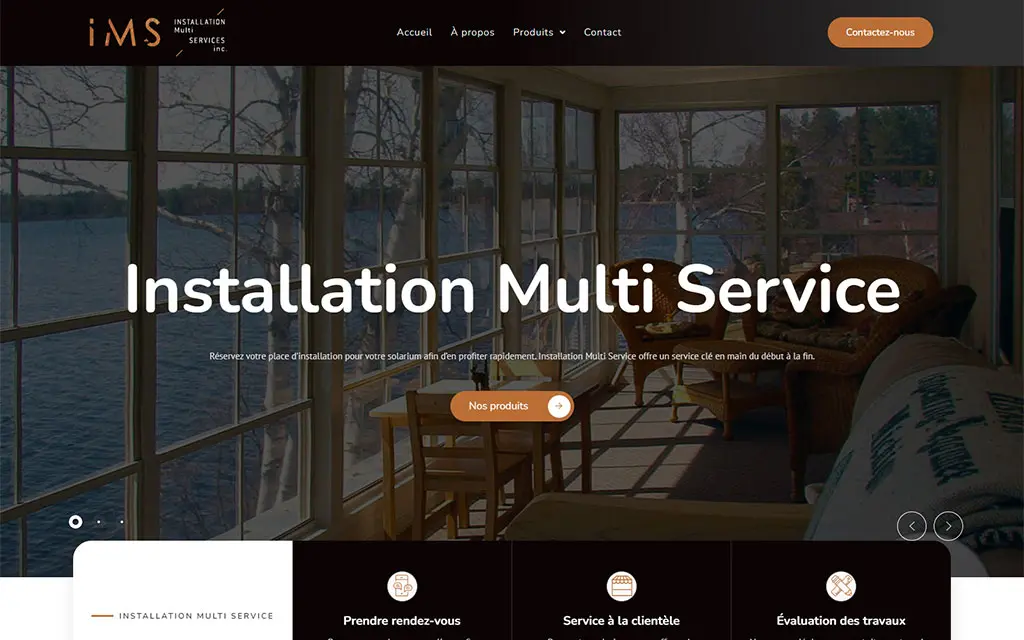 iMS
INSTALLATION
Multi
SERVICES
inc.
Accueil
À propos
Produits
Contact
Contactez-nous
Installation Multi Service
Réservez votre place d'installation pour votre solarium afin d'en profiter rapidement. Installation Multi Service offre un service clé en main du début à la fin.
Nos produits
INSTALLATION MULTI SERVICE
Prendre rendez-vous
Service à la clientèle
Évaluation des travaux